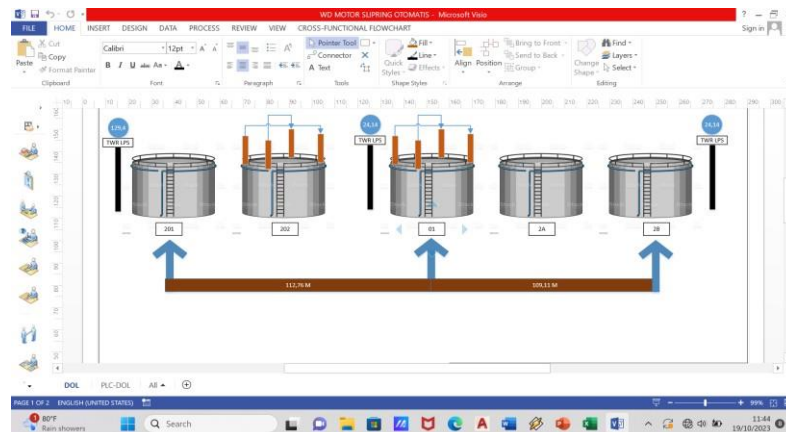 WD MOTOR SLIPRING OTOMATIS - Microsoft Visio
FILE HOME INSERT DESIGN DATA PROCESS REVIEW VIEW CROSS-FUNCTIONAL FLOWCHART Sign in
Cut
Copy
Format Painter
Paste
Clipboard
Calibri 12pt
Font
Paragraph
Pointer Tool
Connector
A Text
Tools
Quick Styles
Fill
Line
Effects
Shape Styles
Align Position
Bring to Front
Send to Back
Group
Arrange
Change Shape
Find
Layers
Select
Editing
129,4 24,14 24,14
TWR LPS TWR LPS TWR LPS
201 202 01 2A 2B
112,76 M 109,11 M
DOL PLC-DOL All
PAGE 1 OF 2 ENGLISH (UNITED STATES) 99%
80°F
Rain showers
Search
11:44
19/10/2023